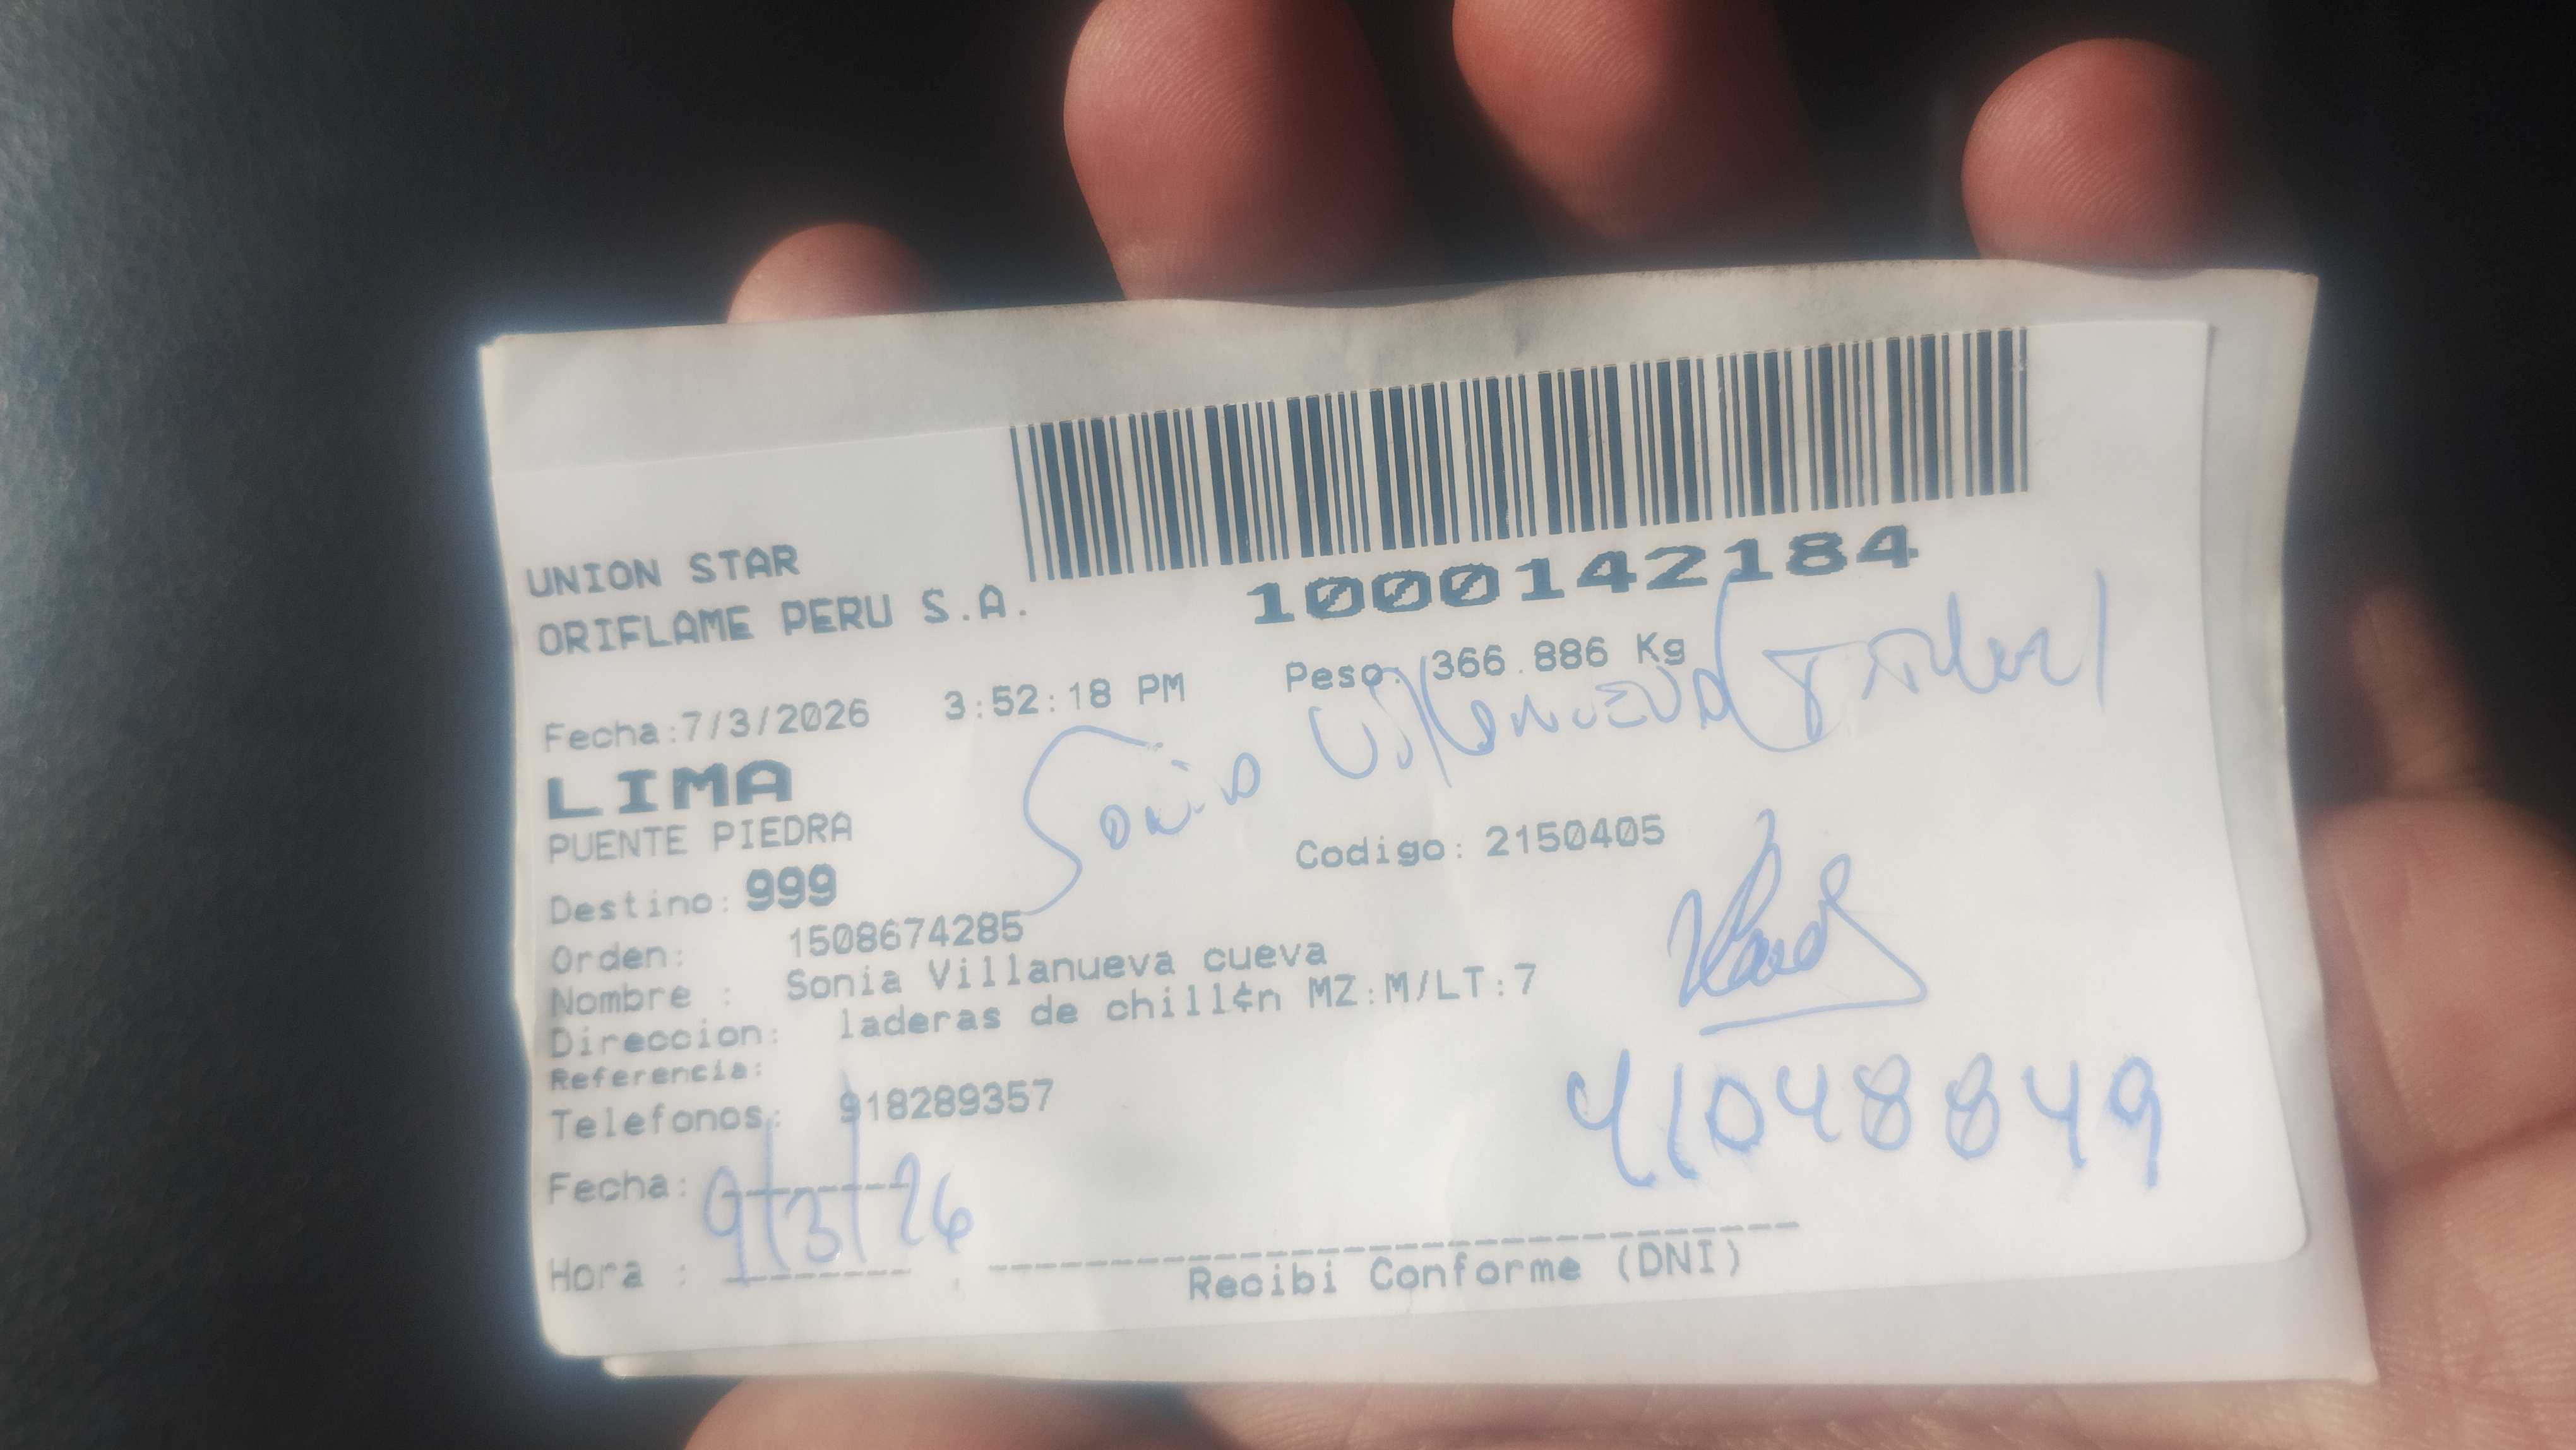 1000142184
UNION STAR
ORIFLAME PERU S.A.
Fecha:7/3/2026 3:52:18 PM Peso: 366.886 Kg
Sonia Villanueva
LIMA
PUENTE PIEDRA
Codigo: 2150405
Destino: 999
Orden: 1508674285
Nombre : Sonia Villanueva cueva
Direccion: laderas de chill¢n MZ:M/LT:7
Referencia:
Telefonos: 918289357
41048849
Fecha: 9/3/26
Hora :
Recibi Conforme (DNI)